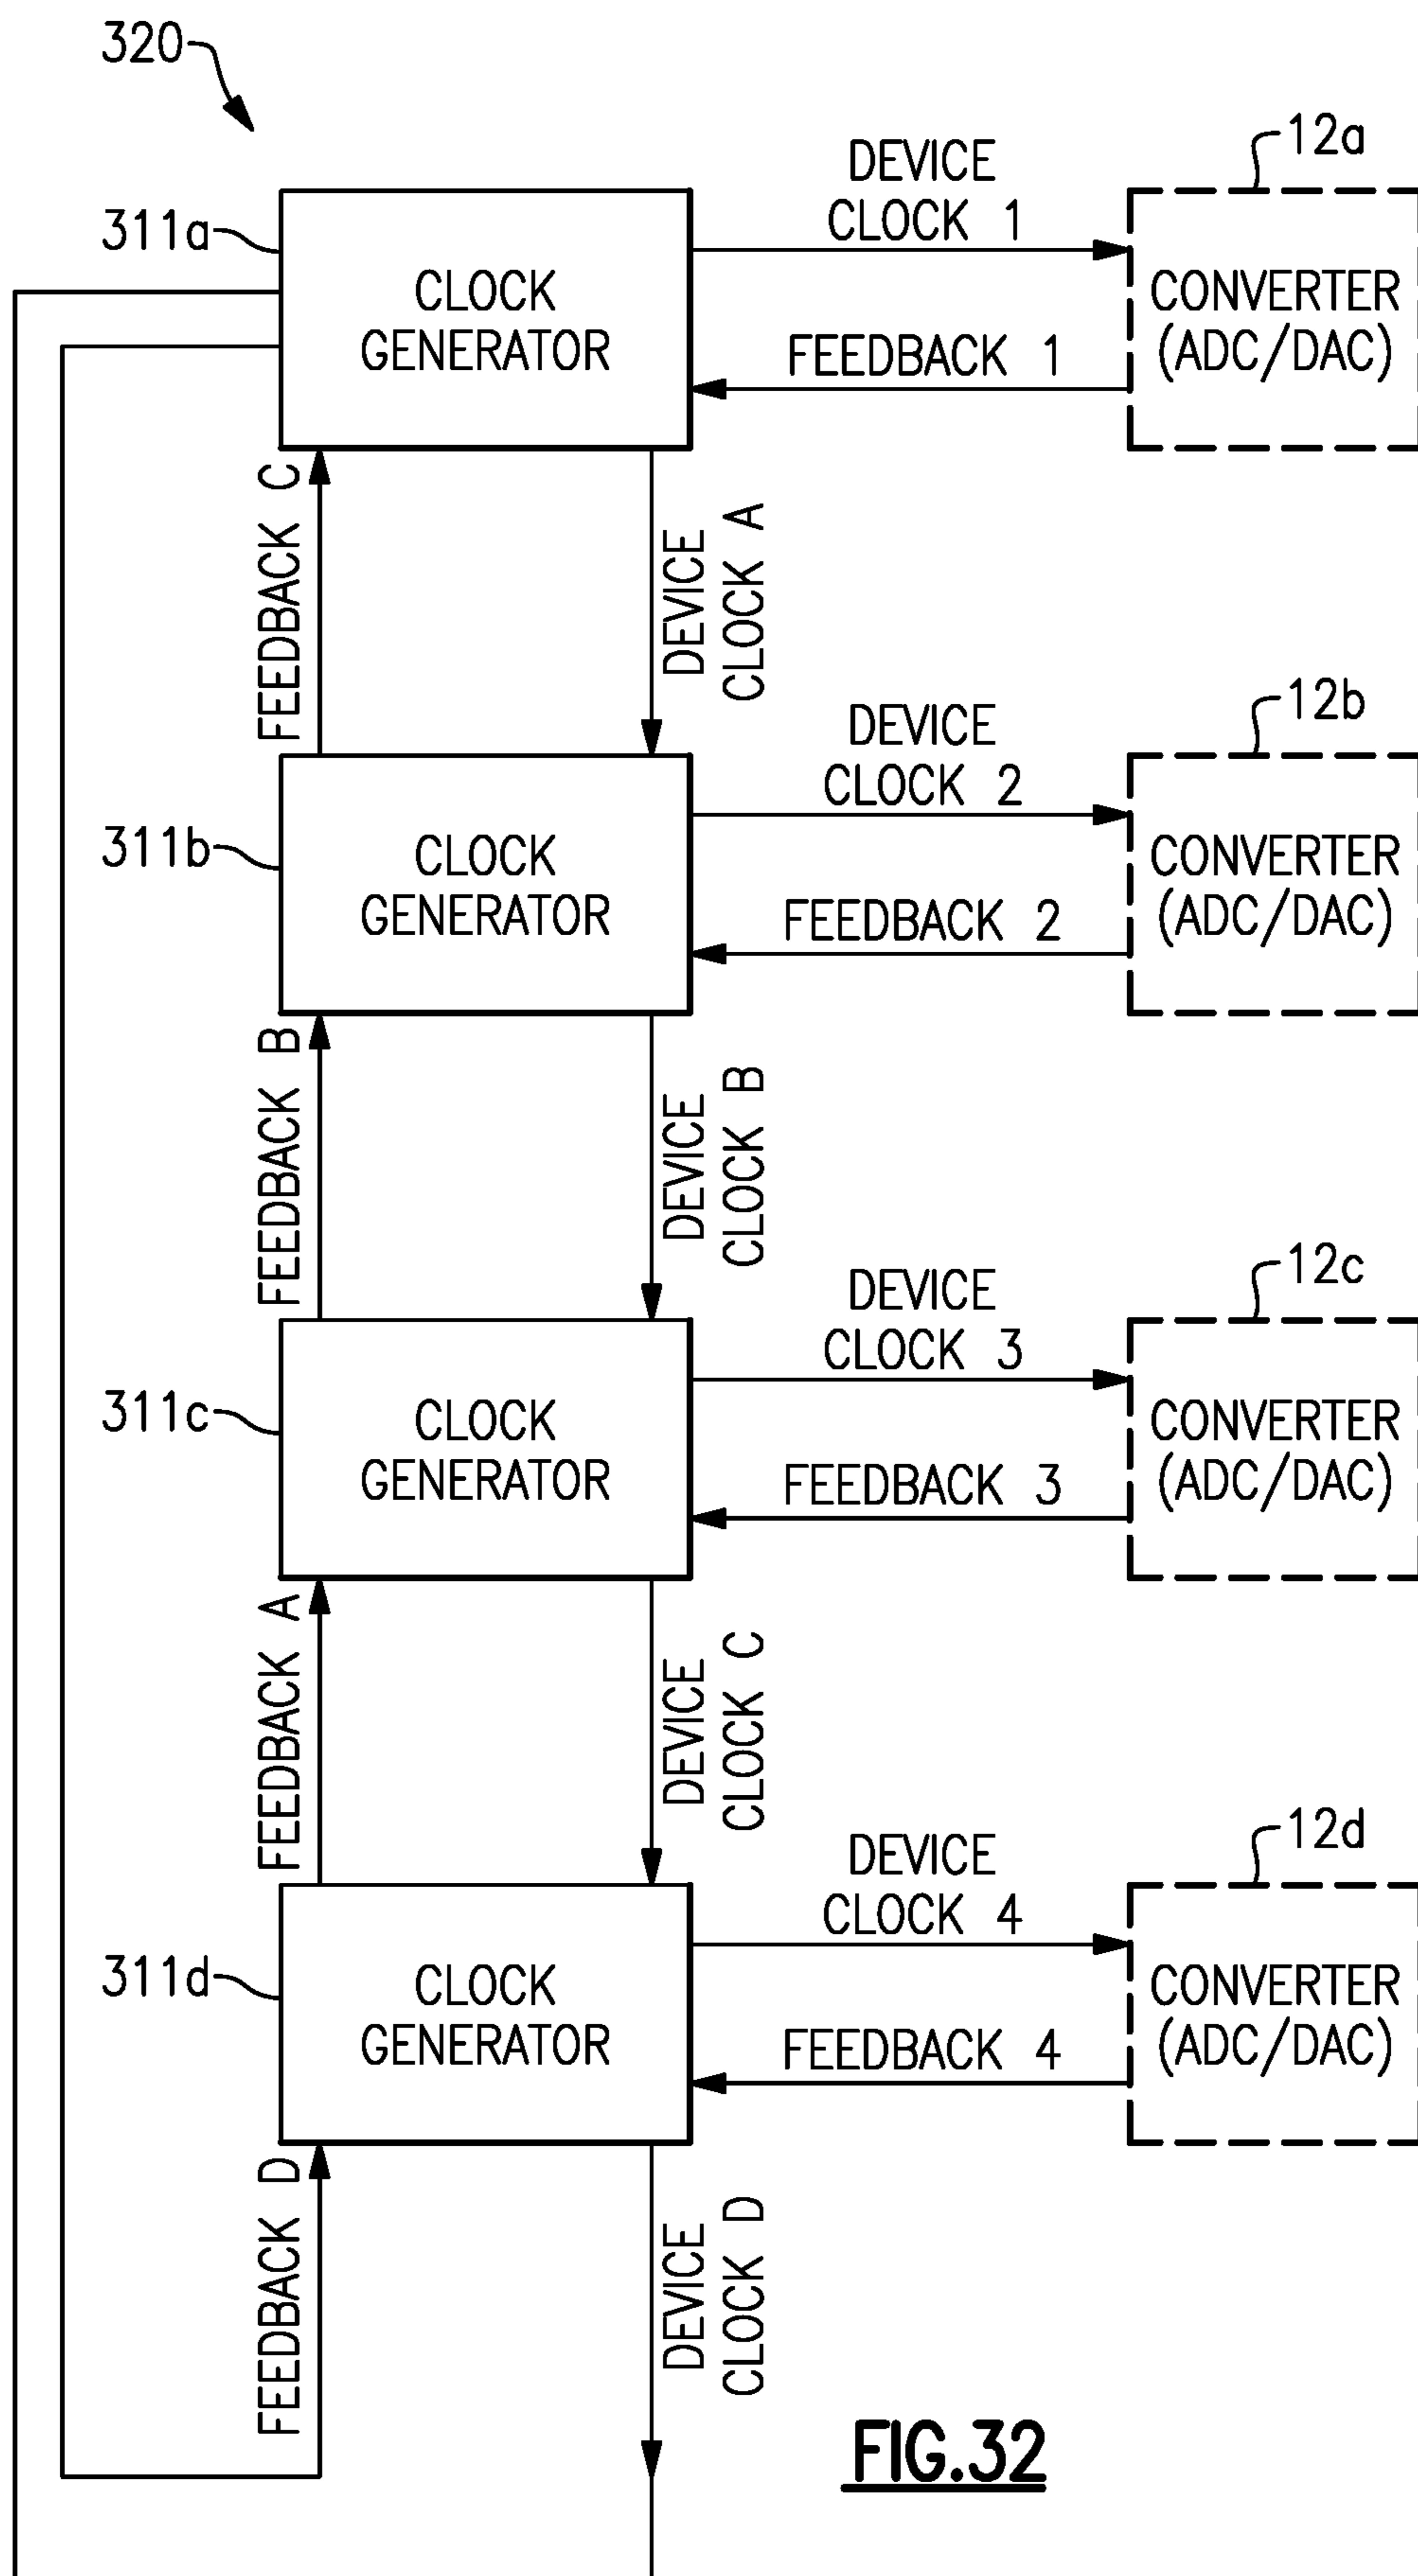 320
12a
DEVICE
CLOCK 1
311a
CLOCK
GENERATOR
CONVERTER
(ADC/DAC)
FEEDBACK 1
FEEDBACK C
DEVICE
CLOCK A
12b
DEVICE
CLOCK 2
311b
CLOCK
GENERATOR
CONVERTER
(ADC/DAC)
FEEDBACK 2
FEEDBACK B
DEVICE
CLOCK B
12c
DEVICE
CLOCK 3
311c
CLOCK
GENERATOR
CONVERTER
(ADC/DAC)
FEEDBACK 3
FEEDBACK A
DEVICE
CLOCK C
12d
DEVICE
CLOCK 4
311d
CLOCK
GENERATOR
CONVERTER
(ADC/DAC)
FEEDBACK 4
FEEDBACK D
DEVICE
CLOCK D
FIG.32